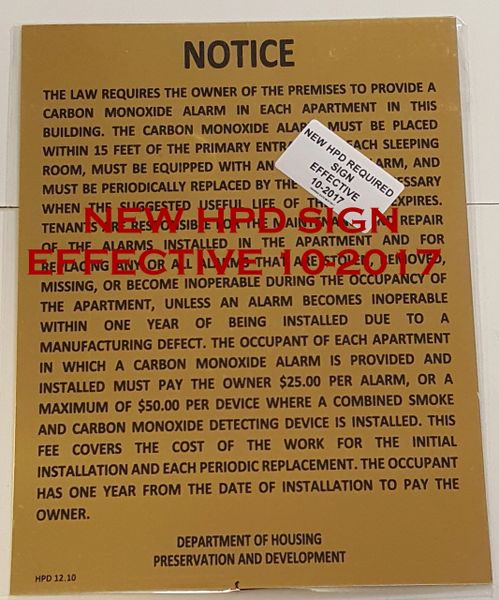 NOTICE
THE LAW REQUIRES THE OWNER OF THE PREMISES TO PROVIDE A
CARBON MONOXIDE ALARM IN EACH APARTMENT IN THIS
BUILDING. THE CARBON MONOXIDE ALARM MUST BE PLACED
WITHIN 15 FEET OF THE PRIMARY EACH SLEEPING
ROOM, MUST BE EQUIPPED WITH AN ALARM, AND
MUST BE PERIODICALLY REPLACED BY THE
WHEN THE SUGGESTED USEFUL LIFE OF EXPIRES.
TENANTS ARE RESPONSIBLE FOR THE REPAIR
OF THE ALARMS INSTALLED IN THE APARTMENT AND FOR
REPLACING ANY OR ALL ALARMS THAT ARE STOLEN, REMOVED,
MISSING, OR BECOME INOPERABLE DURING THE OCCUPANCY OF
THE APARTMENT, UNLESS AN ALARM BECOMES INOPERABLE
WITHIN ONE YEAR OF BEING INSTALLED DUE TO A
MANUFACTURING DEFECT. THE OCCUPANT OF EACH APARTMENT
IN WHICH A CARBON MONOXIDE ALARM IS PROVIDED AND
INSTALLED MUST PAY THE OWNER $25.00 PER ALARM, OR A
MAXIMUM OF $50.00 PER DEVICE WHERE A COMBINED SMOKE
AND CARBON MONOXIDE DETECTING DEVICE IS INSTALLED. THIS
FEE COVERS THE COST OF THE WORK FOR THE INITIAL
INSTALLATION AND EACH PERIODIC REPLACEMENT. THE OCCUPANT
HAS ONE YEAR FROM THE DATE OF INSTALLATION TO PAY THE
OWNER.
DEPARTMENT OF HOUSING
PRESERVATION AND DEVELOPMENT
HPD 12.10
NEW HPD REQUIRED
SIGN
EFFECTIVE
10-2017
NEW HPD SIGN
EFFECTIVE 10-2017